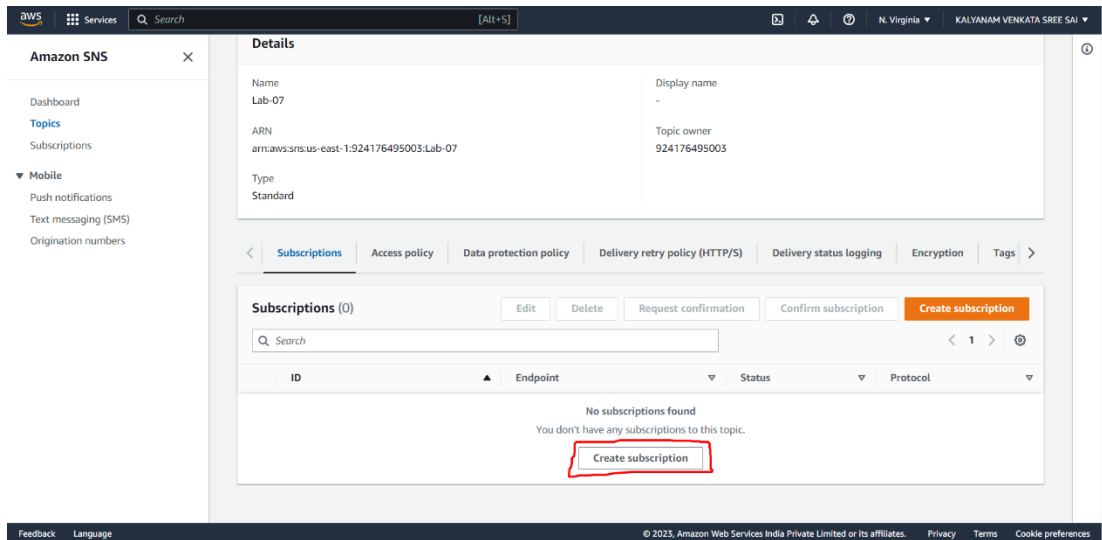 aws Services Search [Alt+S] N. Virginia KALYANAM VENKATA SREE SAI
Amazon SNS
Dashboard
Topics
Subscriptions
Mobile
Push notifications
Text messaging (SMS)
Origination numbers
Details
Name
Lab-07
Display name
-
ARN
arn:aws:sns:us-east-1:924176495003:Lab-07
Topic owner
924176495003
Type
Standard
Subscriptions Access policy Data protection policy Delivery retry policy (HTTP/S) Delivery status logging Encryption Tags
Subscriptions (0) Edit Delete Request confirmation Confirm subscription Create subscription
Search 1
ID Endpoint Status Protocol
No subscriptions found
You don't have any subscriptions to this topic.
Create subscription
Feedback Language © 2023, Amazon Web Services India Private Limited or its affiliates. Privacy Terms Cookie preferences